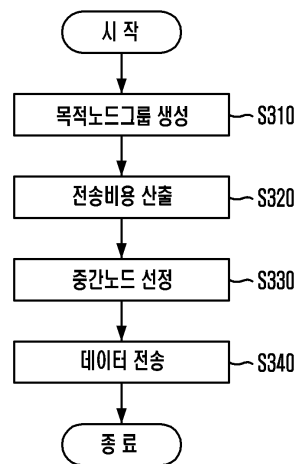 시 작
목적노드그룹 생성 S310
전송비용 산출 S320
중간노드 선정 S330
데이터 전송 S340
종 료